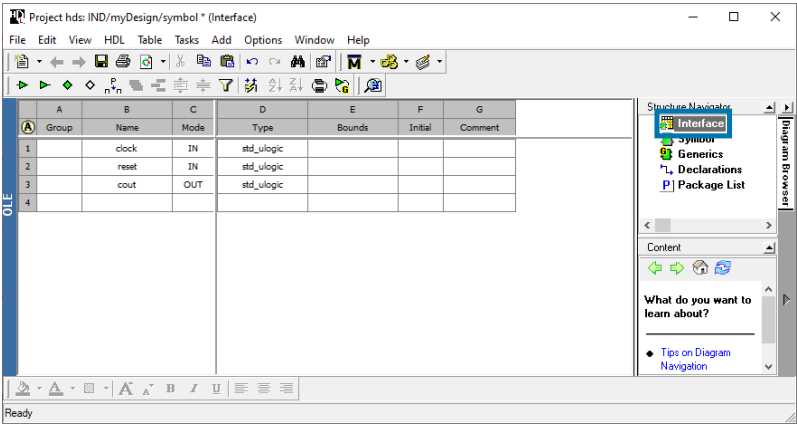 Project hds: IND/myDesign/symbol * (Interface)
File Edit View HDL Table Tasks Add Options Window Help
A B C D E F G
A Group Name Mode Type Bounds Initial Comment
1 clock IN std_ulogic
2 reset IN std_ulogic
3 cout OUT std_ulogic
4
OLE
Structure Navigator
Interface
Symbol
Generics
Declarations
P Package List
Diagram Browser
Content
What do you want to
learn about?
Tips on Diagram
Navigation
A A B I U
Ready